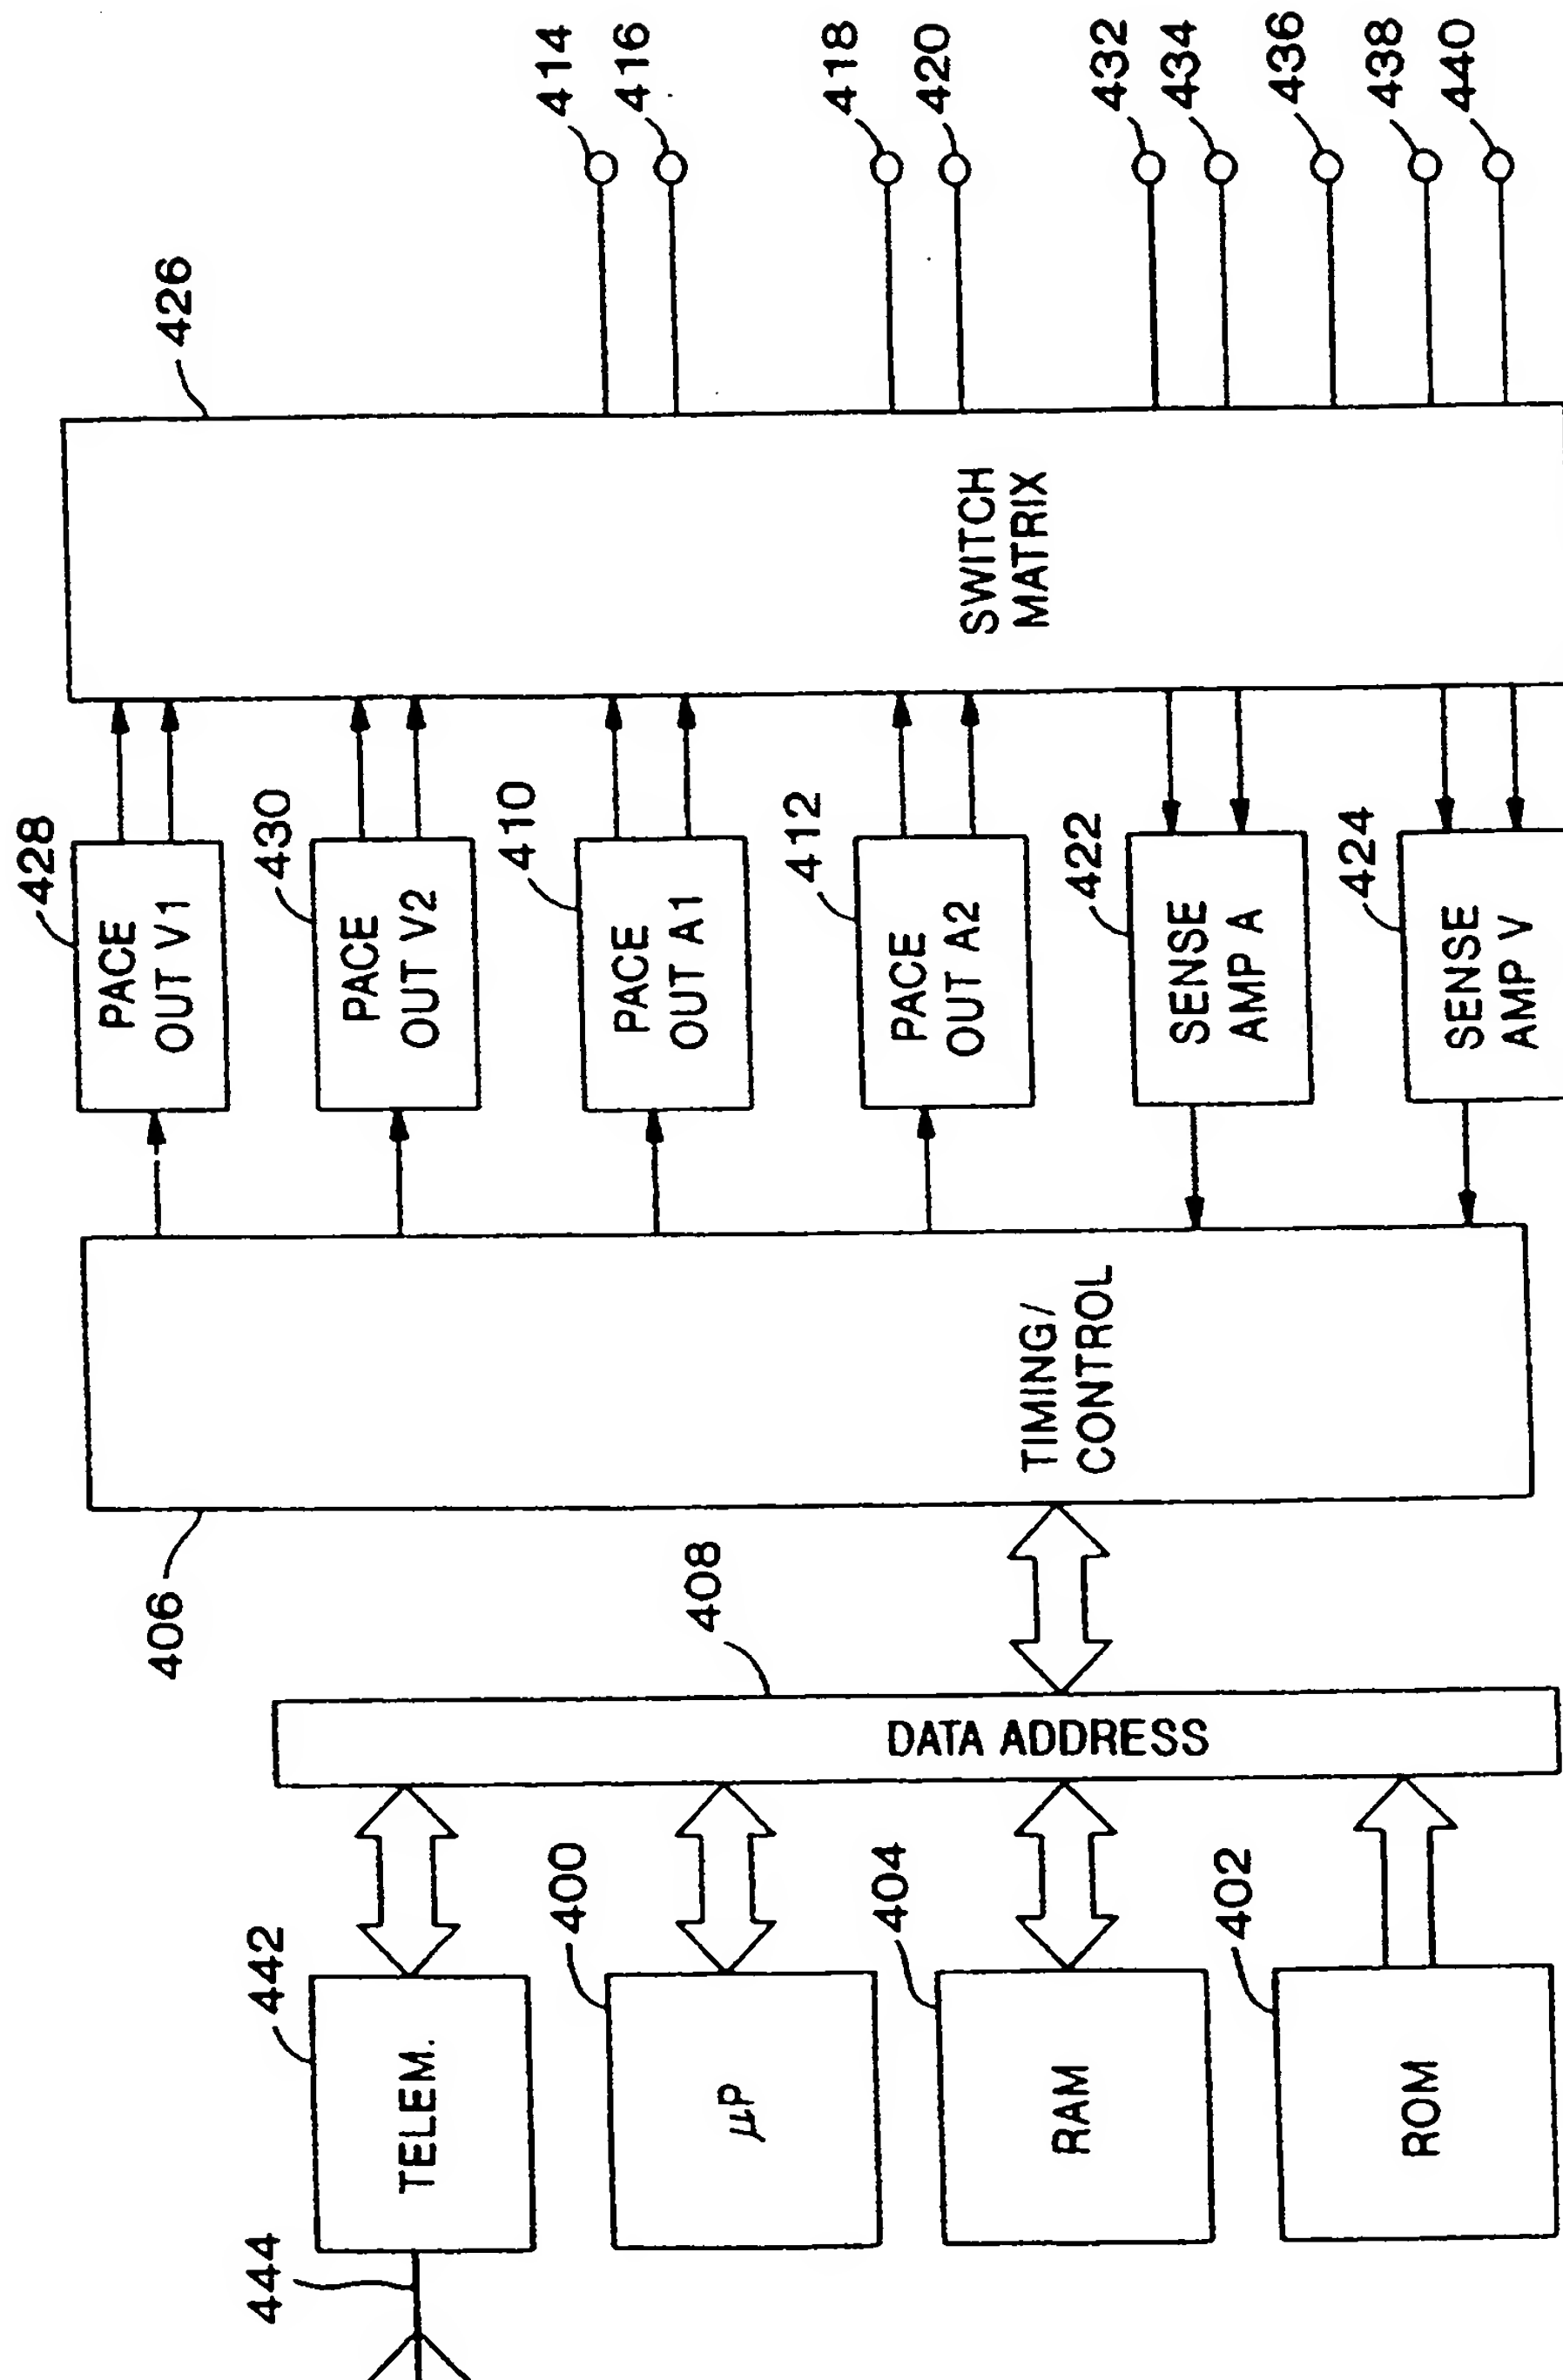 444
442
TELEM.
400
μP
404
RAM
402
ROM
408
DATA ADDRESS
406
TIMING/
CONTROL
428
PACE
OUT V1
430
PACE
OUT V2
410
PACE
OUT A1
412
PACE
OUT A2
422
SENSE
AMP A
424
SENSE
AMP V
426
SWITCH
MATRIX
414
416
418
420
432
434
436
438
440